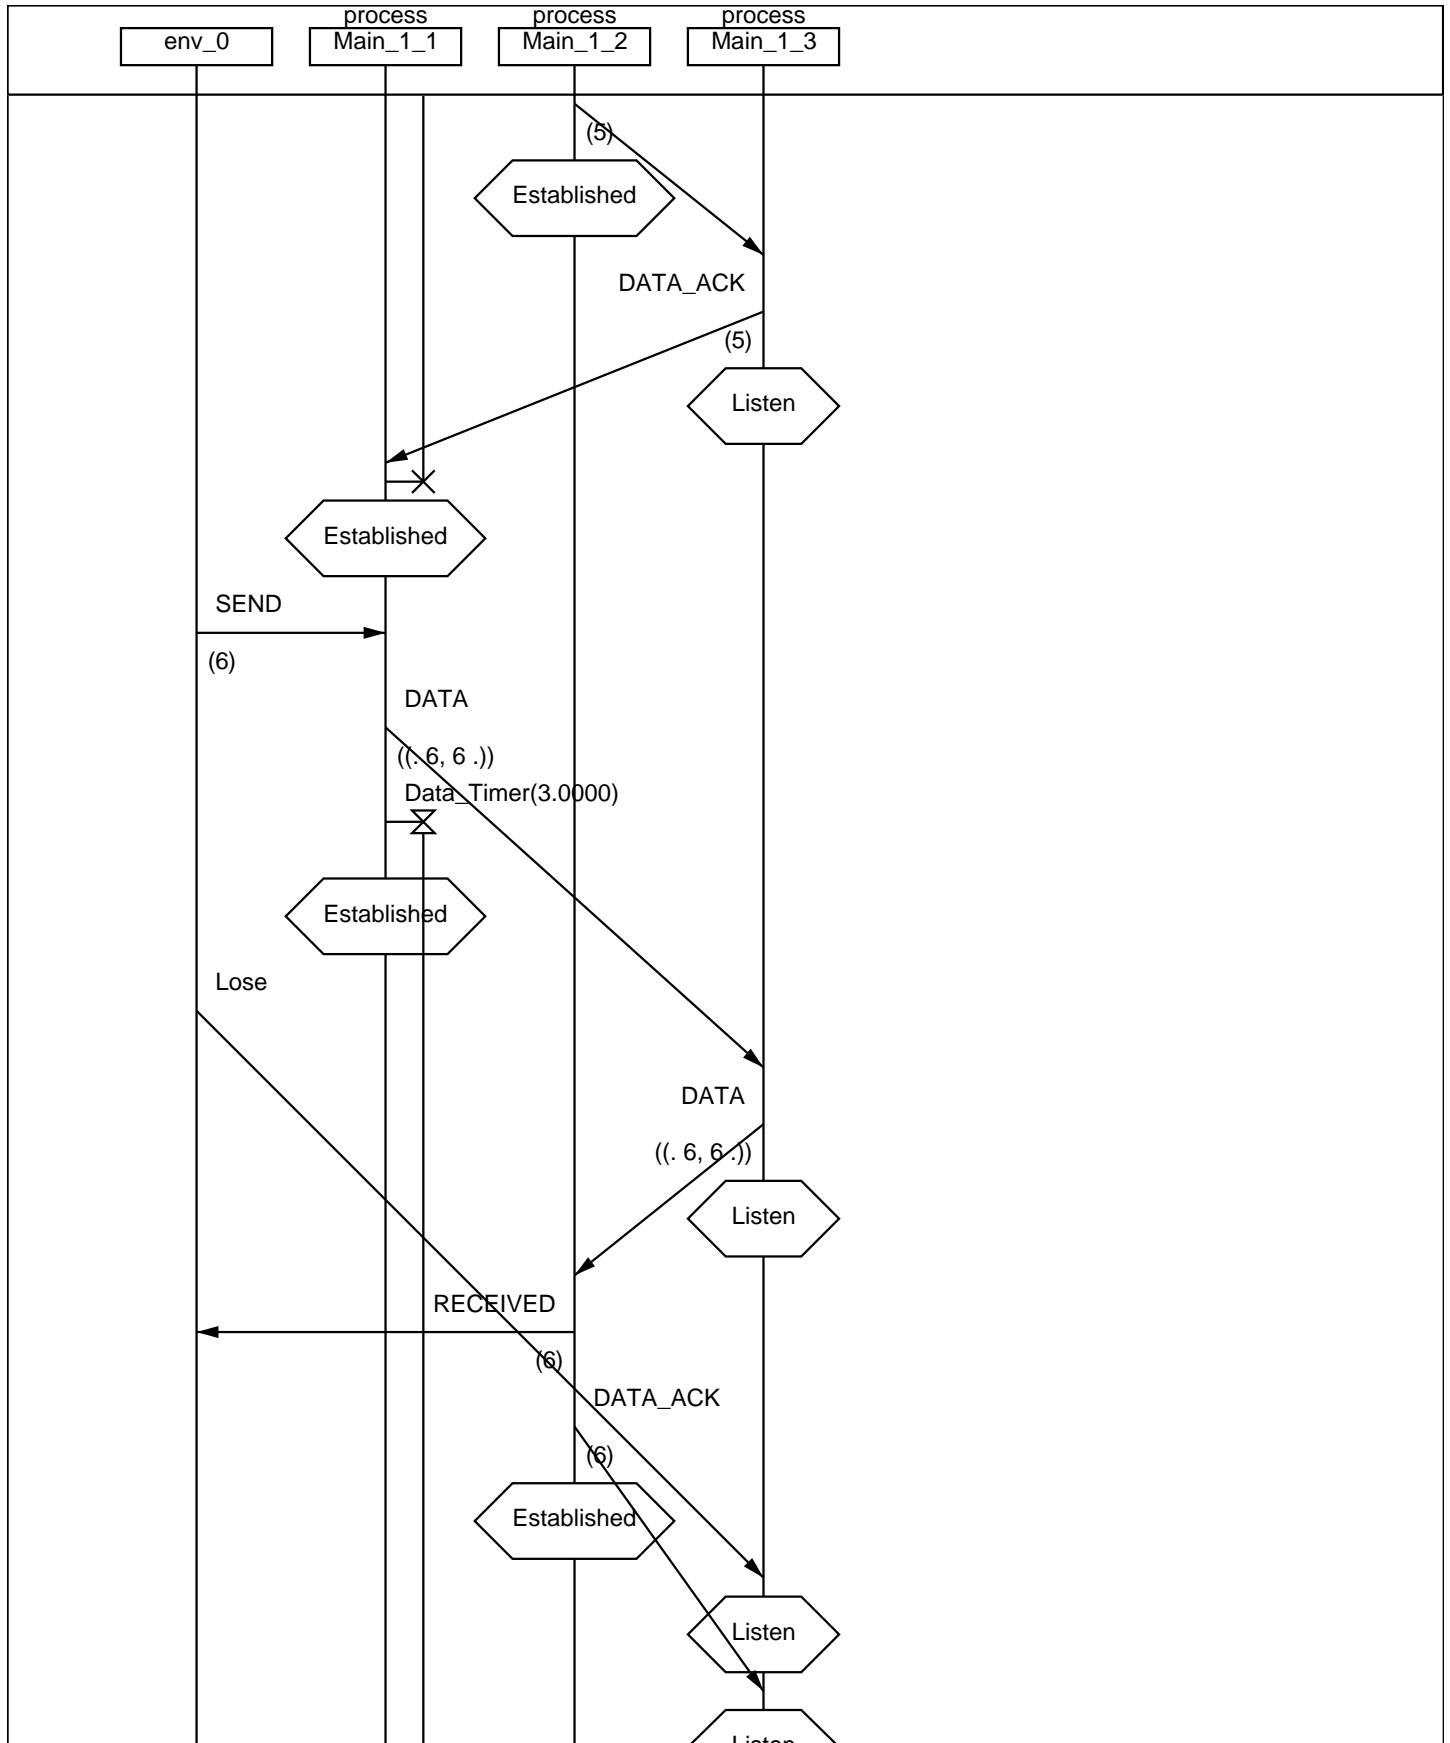 process process process
env_0 Main_1_1 Main_1_2 Main_1_3
(5)
Established
DATA_ACK
(5)
Listen
Established
SEND
(6)
DATA
((. 6, 6 .))
Data_Timer(3.0000)
Established
Lose
DATA
((. 6, 6 .))
Listen
RECEIVED
(6)
DATA_ACK
(6)
Established
Listen
Listen